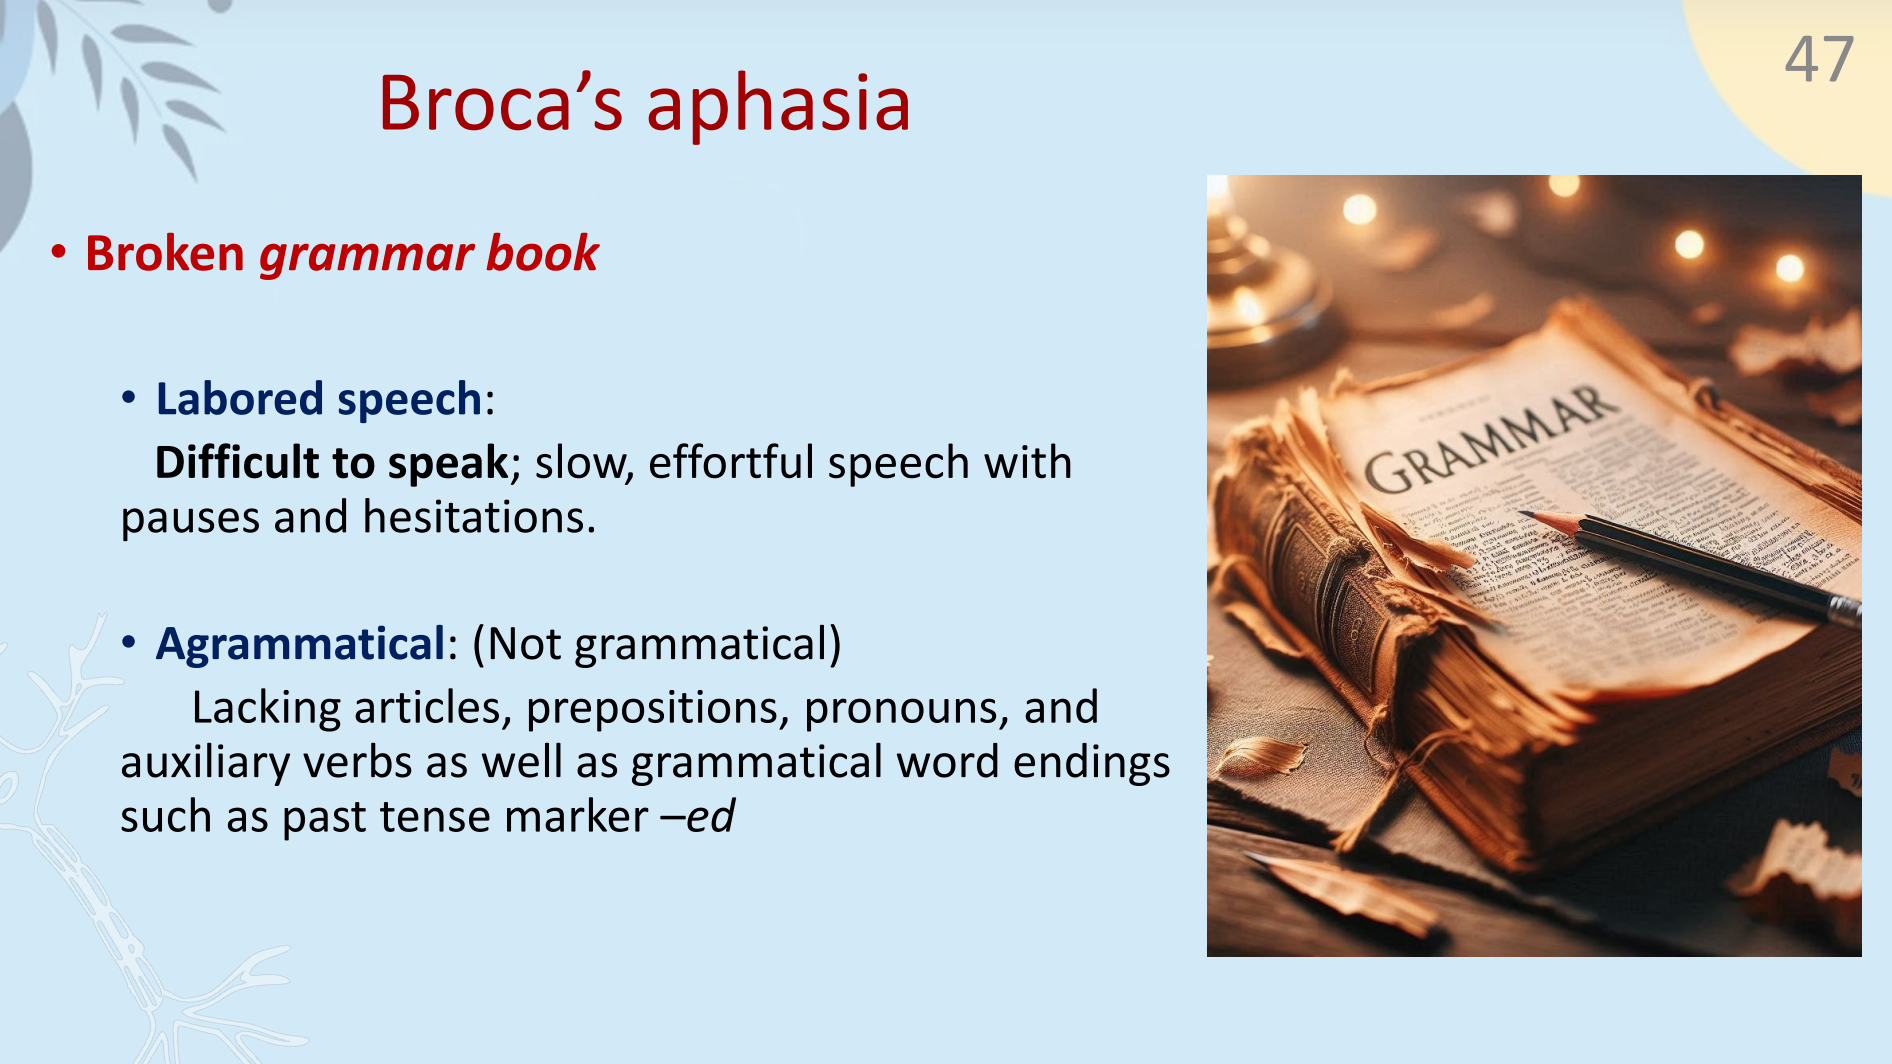 47
Broca’s aphasia
• Broken grammar book
• Labored speech:
Difficult to speak; slow, effortful speech with
pauses and hesitations.
• Agrammatical: (Not grammatical)
Lacking articles, prepositions, pronouns, and
auxiliary verbs as well as grammatical word endings
such as past tense marker –ed
GRAMMAR